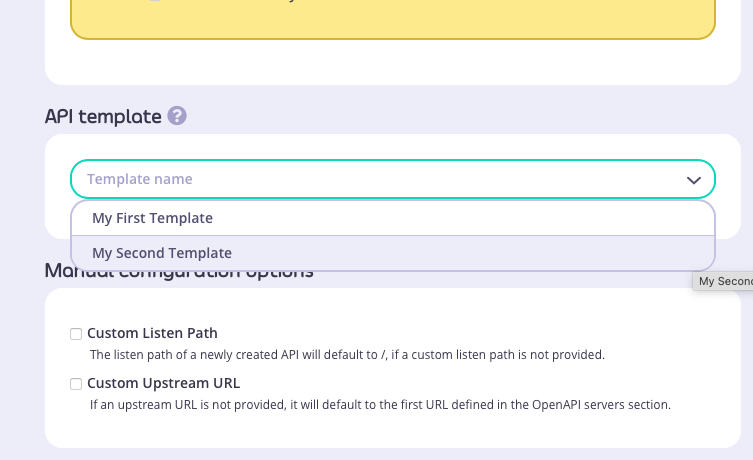 API template ?
Template name
My First Template
My Second Template
Manual configuration options
My Secon
Custom Listen Path
The listen path of a newly created API will default to /, if a custom listen path is not provided.
Custom Upstream URL
If an upstream URL is not provided, it will default to the first URL defined in the OpenAPI servers section.